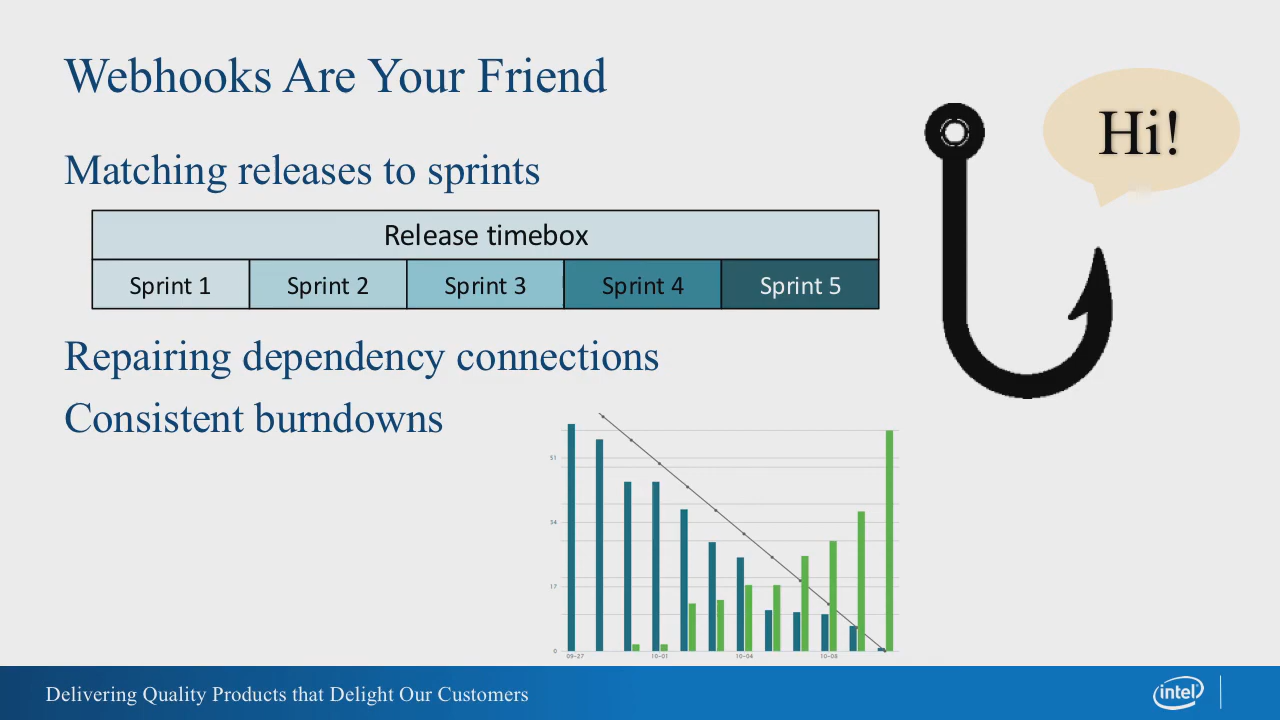 Webhooks Are Your Friend
Hi!
Matching releases to sprints
Release timebox
Sprint 1 Sprint 2 Sprint 3 Sprint 4 Sprint 5
Repairing dependency connections
Consistent burndowns
51
34
17
0
09-27 10-01 10-04 10-08
Delivering Quality Products that Delight Our Customers
intel